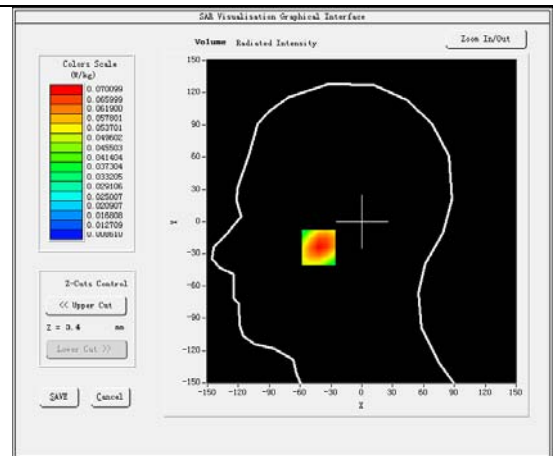 SAR Visualisation Graphical Interface
Volume Radiated Intensity
Zoom In/Out
Colors Scale
(W/kg)
0.070099
0.065999
0.061900
0.057801
0.053701
0.049602
0.045503
0.041404
0.037304
0.033205
0.029106
0.025007
0.020907
0.016808
0.012709
0.008610
Z-Cuts Control
<< Upper Cut
Z = 3.4 mm
Lower Cut >>
SAVE
Cancel
150
120
90
60
30
0
-30
-60
-90
-120
-150
Y
-150 -120 -90 -60 -30 0 30 60 90 120 150
X